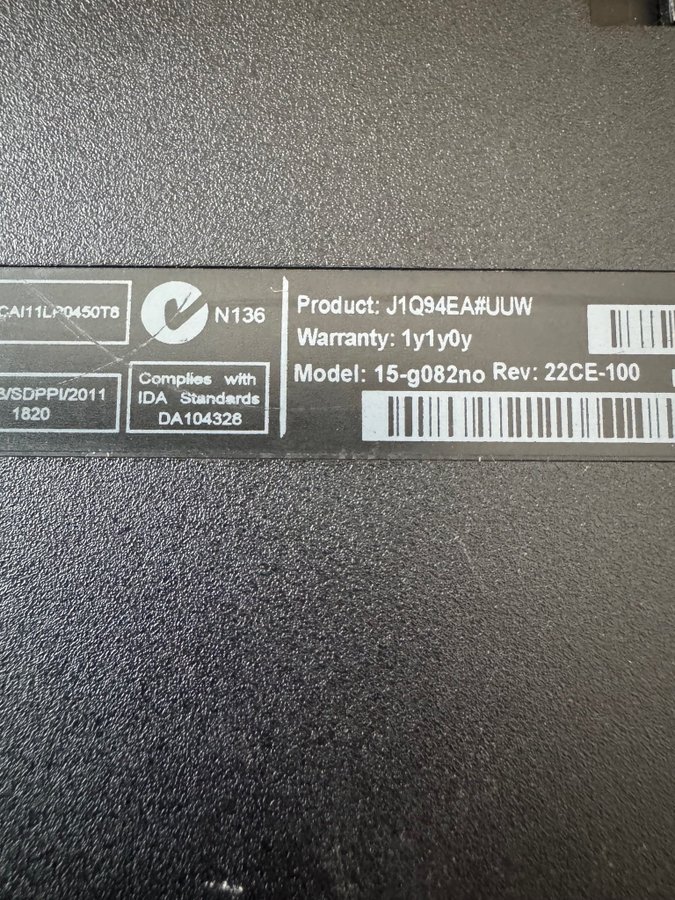 CAI11LP0450T6
N136
/SDPPI/2011
1820
Complies with
IDA Standards
DA104328
Product: J1Q94EA#UUW
Warranty: 1y1y0y
Model: 15-g082no Rev: 22CE-100